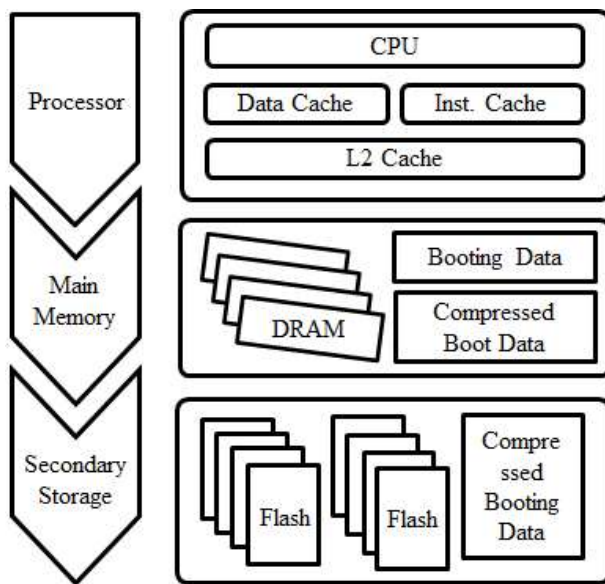 Processor
CPU
Data Cache
Inst. Cache
L2 Cache
Main
Memory
DRAM
Booting Data
Compressed
Boot Data
Secondary
Storage
Flash
Flash
Compre
ssed
Booting
Data